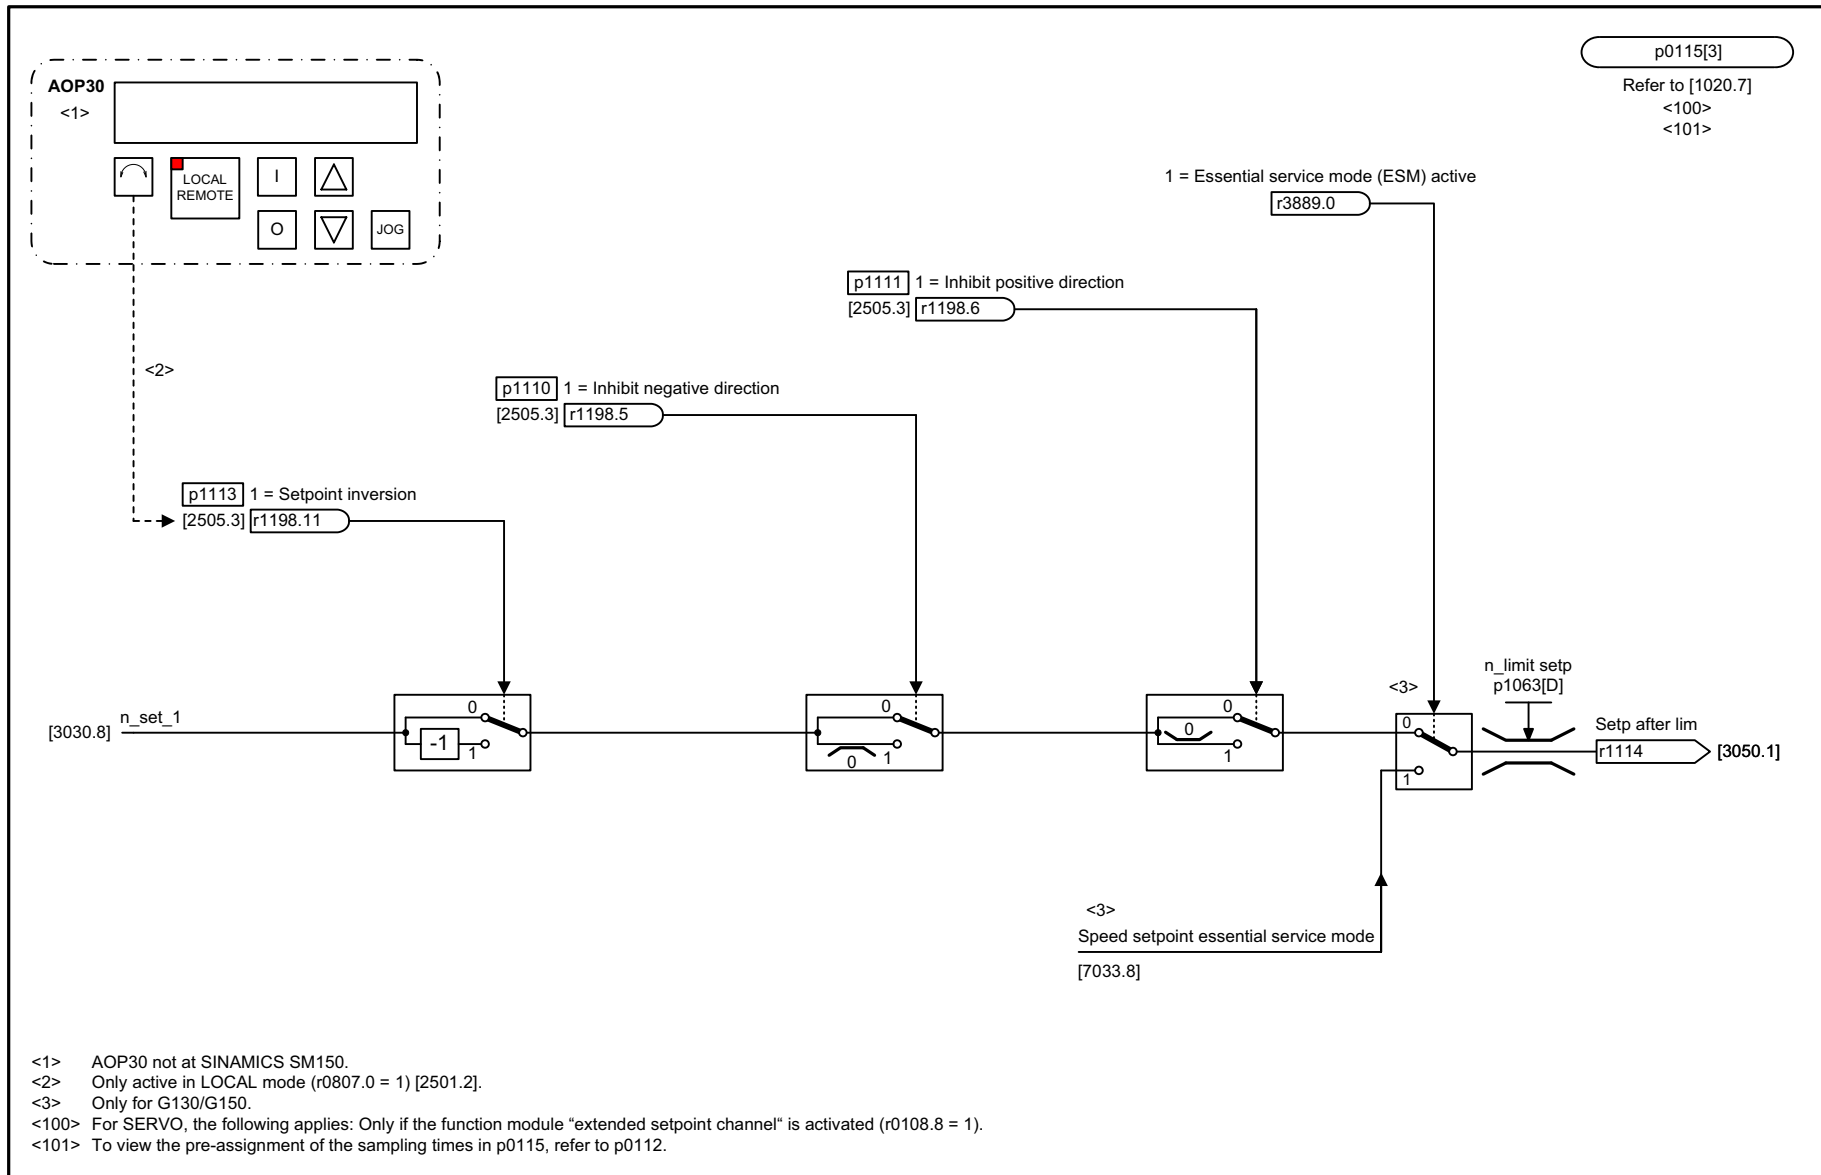 p0115[3]
Refer to [1020.7]
<100>
<101>
AOP30
<1>
LOCAL
REMOTE
I
O
JOG
1 = Essential service mode (ESM) active
r3889.0
p1111 1 = Inhibit positive direction
[2505.3] r1198.6
<2>
p1110 1 = Inhibit negative direction
[2505.3] r1198.5
p1113 1 = Setpoint inversion
[2505.3] r1198.11
n_limit setp
p1063[D]
<3>
[3030.8] n_set_1
0
-1
1
0
0
1
0
0
1
0
1
Setp after lim
r1114 [3050.1]
<3>
Speed setpoint essential service mode
[7033.8]
<1> AOP30 not at SINAMICS SM150.
<2> Only active in LOCAL mode (r0807.0 = 1) [2501.2].
<3> Only for G130/G150.
<100> For SERVO, the following applies: Only if the function module “extended setpoint channel“ is activated (r0108.8 = 1).
<101> To view the pre-assignment of the sampling times in p0115, refer to p0112.